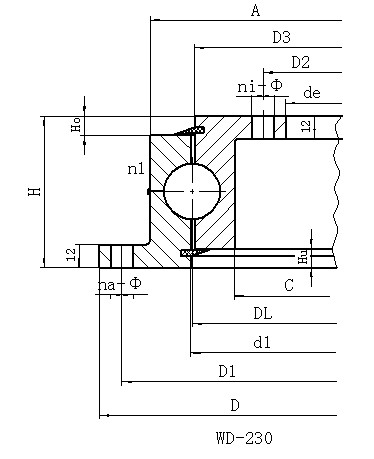 A
D3
D2
ni-Φ
de
Ho
12
H
n1
12
Hu
na-Φ
C
DL
d1
D1
D
WD-230